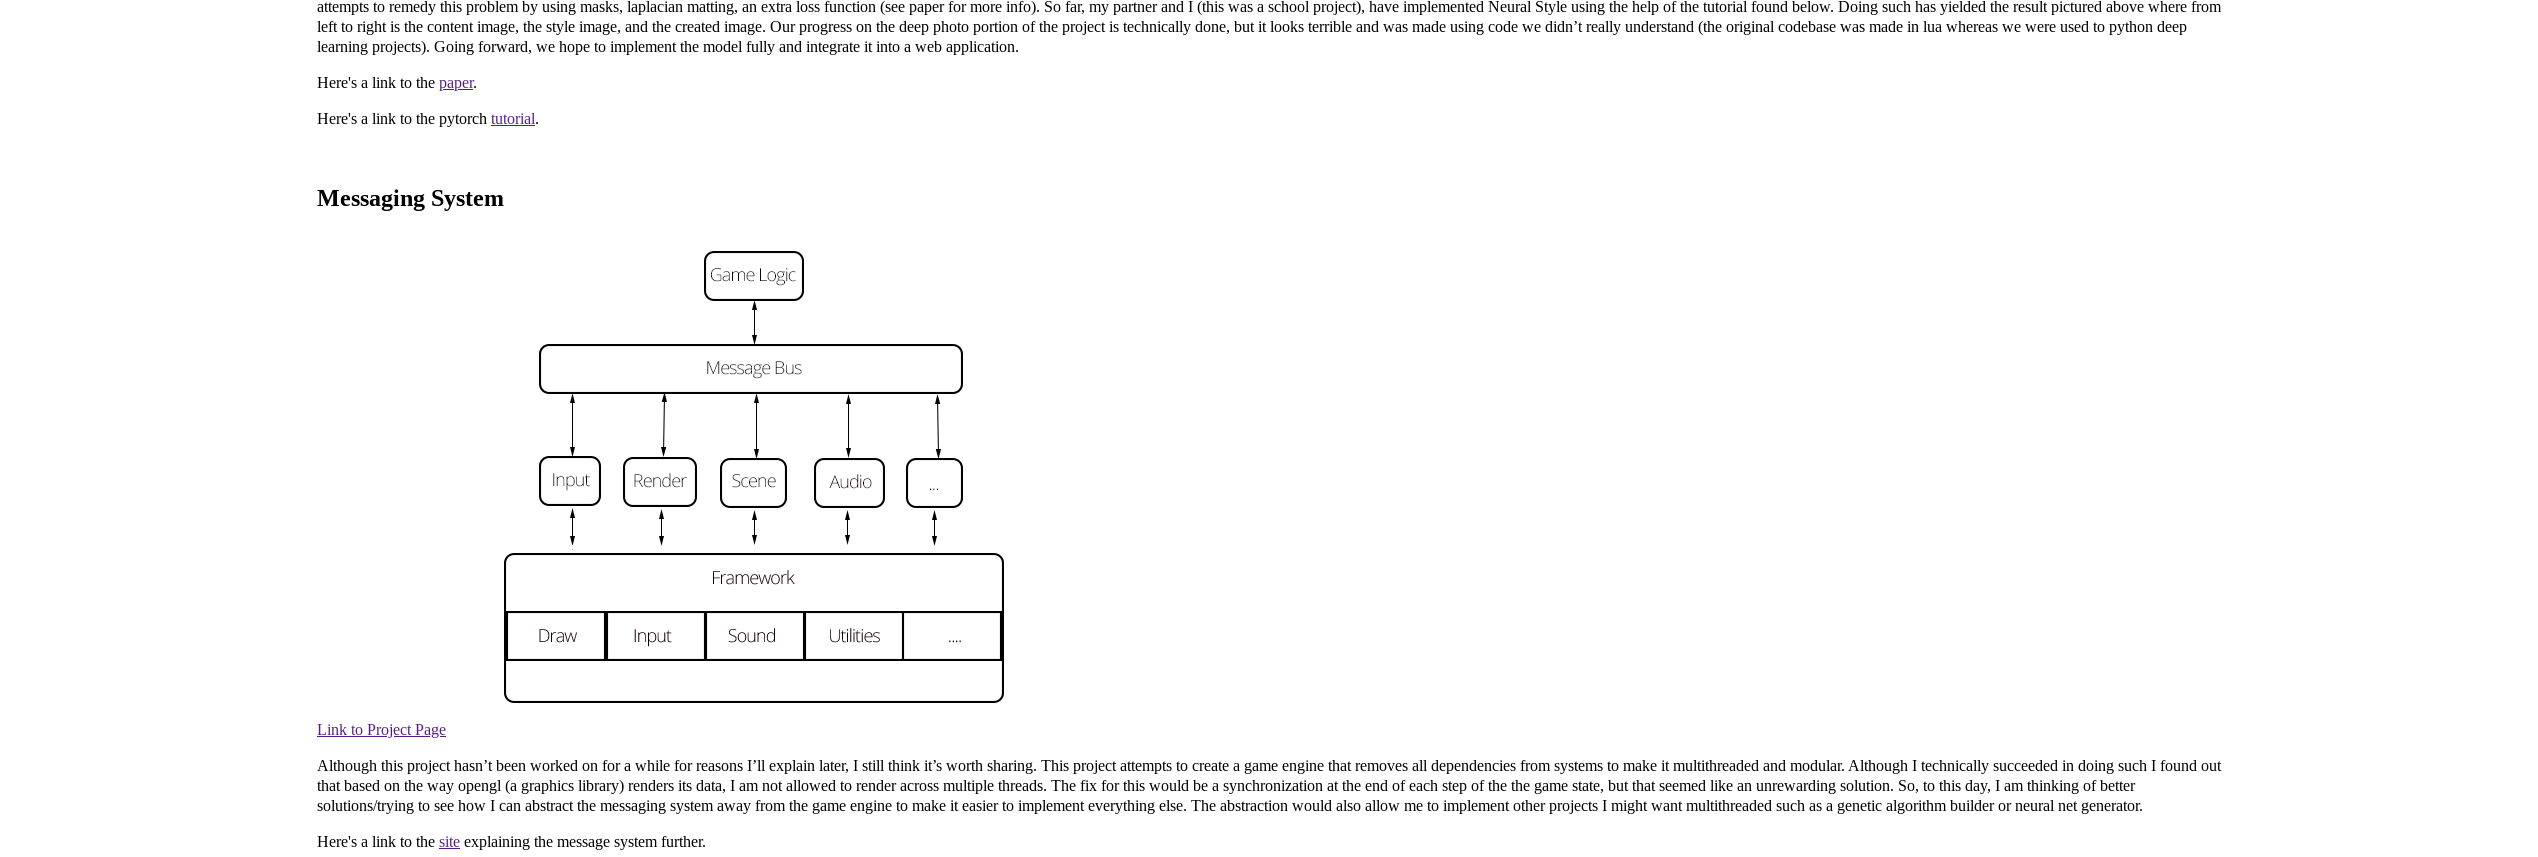 attempts to remedy this problem by using masks, laplacian matting, an extra loss function (see paper for more info). So far, my partner and I (this was a school project), have implemented Neural Style using the help of the tutorial found below. Doing such has yielded the result pictured above where from
left to right is the content image, the style image, and the created image. Our progress on the deep photo portion of the project is technically done, but it looks terrible and was made using code we didn’t really understand (the original codebase was made in lua whereas we were used to python deep
learning projects). Going forward, we hope to implement the model fully and integrate it into a web application.
Here's a link to the paper.
Here's a link to the pytorch tutorial.
Messaging System
Game Logic
Message Bus
Input Render Scene Audio ...
Framework
Draw Input Sound Utilities ....
Link to Project Page
Although this project hasn’t been worked on for a while for reasons I’ll explain later, I still think it’s worth sharing. This project attempts to create a game engine that removes all dependencies from systems to make it multithreaded and modular. Although I technically succeeded in doing such I found out
that based on the way opengl (a graphics library) renders its data, I am not allowed to render across multiple threads. The fix for this would be a synchronization at the end of each step of the the game state, but that seemed like an unrewarding solution. So, to this day, I am thinking of better
solutions/trying to see how I can abstract the messaging system away from the game engine to make it easier to implement everything else. The abstraction would also allow me to implement other projects I might want multithreaded such as a genetic algorithm builder or neural net generator.
Here's a link to the site explaining the message system further.